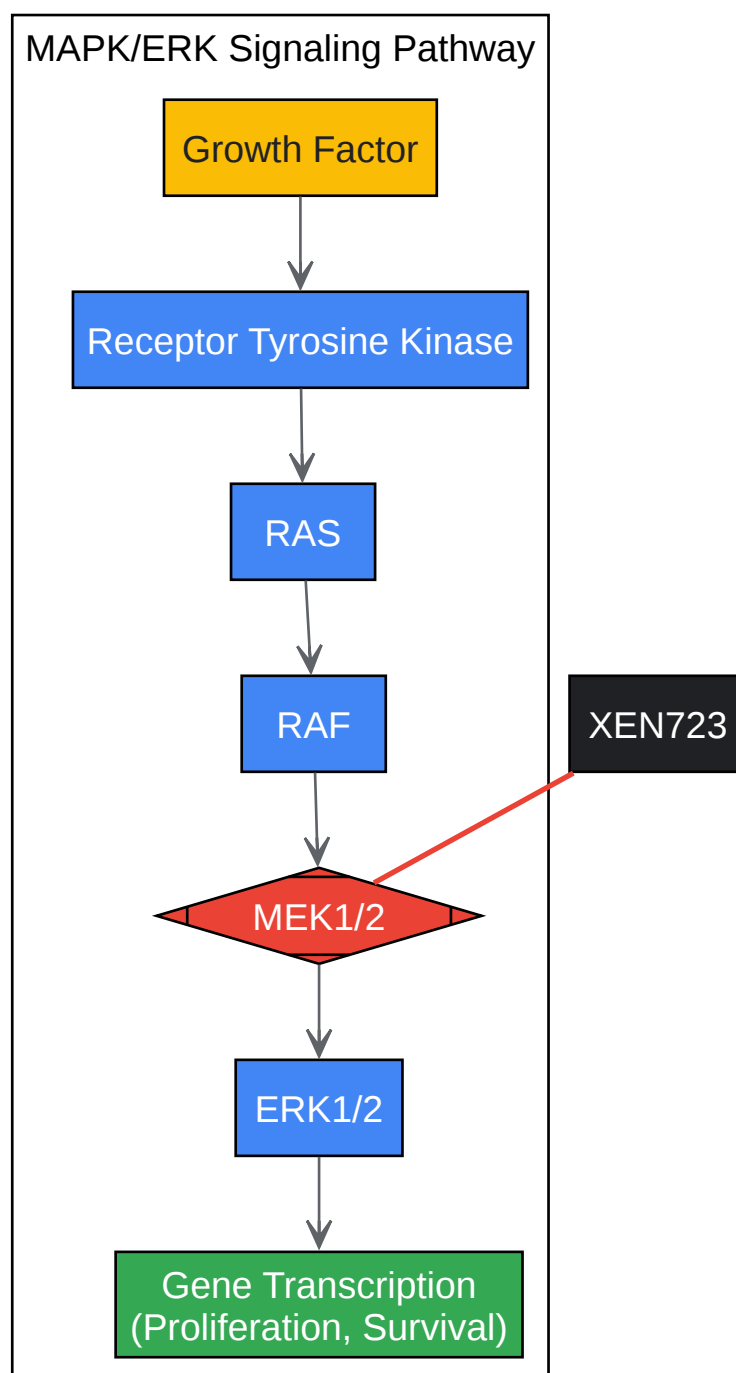 MAPK/ERK Signaling Pathway
Growth Factor
Receptor Tyrosine Kinase
RAS
RAF
XEN723
MEK1/2
ERK1/2
Gene Transcription
(Proliferation, Survival)